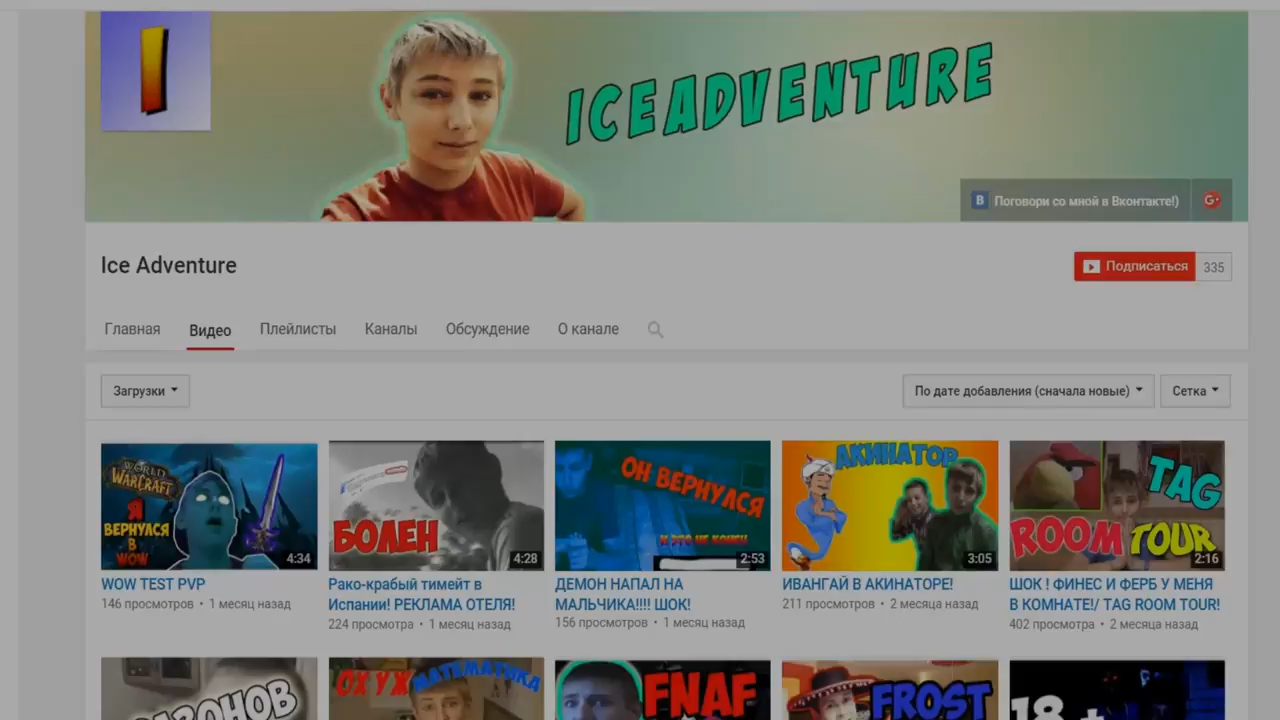 I
ICEADVENTURE
B Поговори со мной в Вконтакте!) G+
Ice Adventure
Подписаться 335
Главная Видео Плейлисты Каналы Обсуждение О канале
Загрузки По дате добавления (сначала новые) Сетка
WORLD
WARCRAFT
Я
ВЕРНУЛСЯ
В
WOW
4:34
БОЛЕН
4:28
ОН ВЕРНУЛСЯ
И ЭТО НЕ КОНЕЦ
2:53
АКИНАТОР
3:05
TAG
ROOM TOUR
2:16
WOW TEST PVP
146 просмотров • 1 месяц назад
Рако-крабый тимейт в
Испании! РЕКЛАМА ОТЕЛЯ!
224 просмотра • 1 месяц назад
ДЕМОН НАПАЛ НА
МАЛЬЧИКА!!!! ШОК!
156 просмотров • 1 месяц назад
ИВАНГАЙ В АКИНАТОРЕ!
211 просмотров • 2 месяца назад
ШОК ! ФИНЕС И ФЕРБ У МЕНЯ
В КОМНАТЕ!/ TAG ROOM TOUR!
402 просмотра • 2 месяца назад
ОХ УЖ МАТЕМАТИКА
FNAF
FROST
18 +